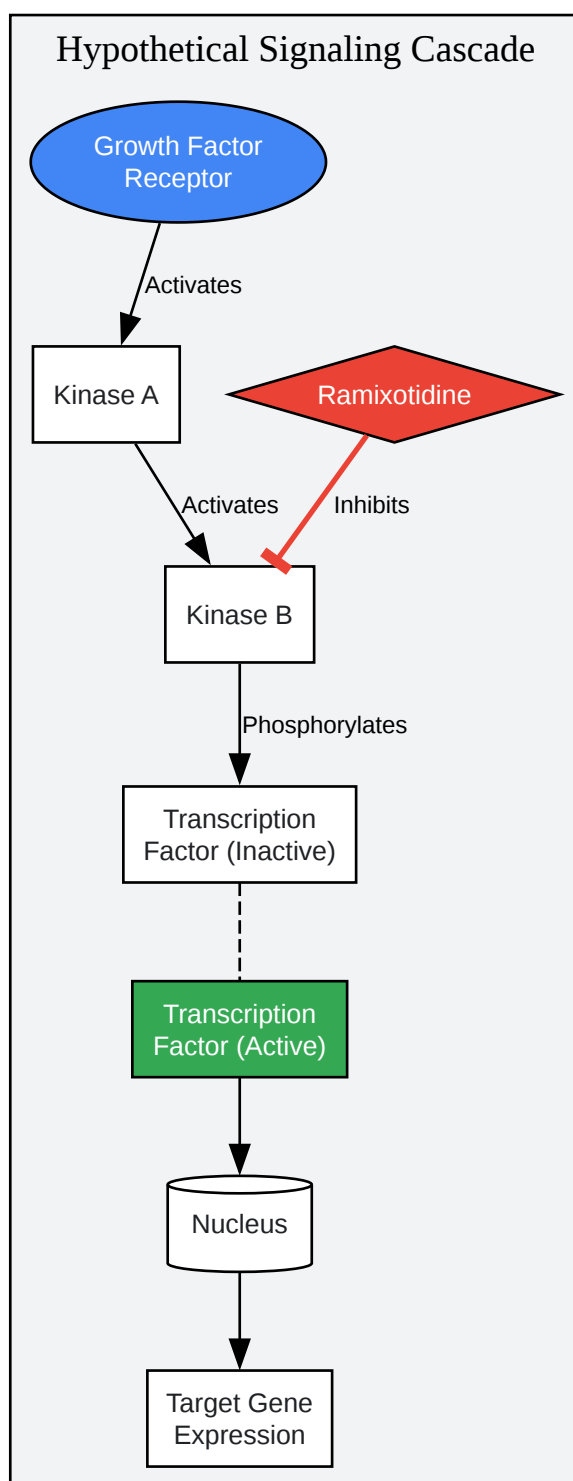 Hypothetical Signaling Cascade
Growth Factor
Receptor
Activates
Kinase A
Ramixotidine
Activates
Inhibits
Kinase B
Phosphorylates
Transcription
Factor (Inactive)
Transcription
Factor (Active)
Nucleus
Target Gene
Expression